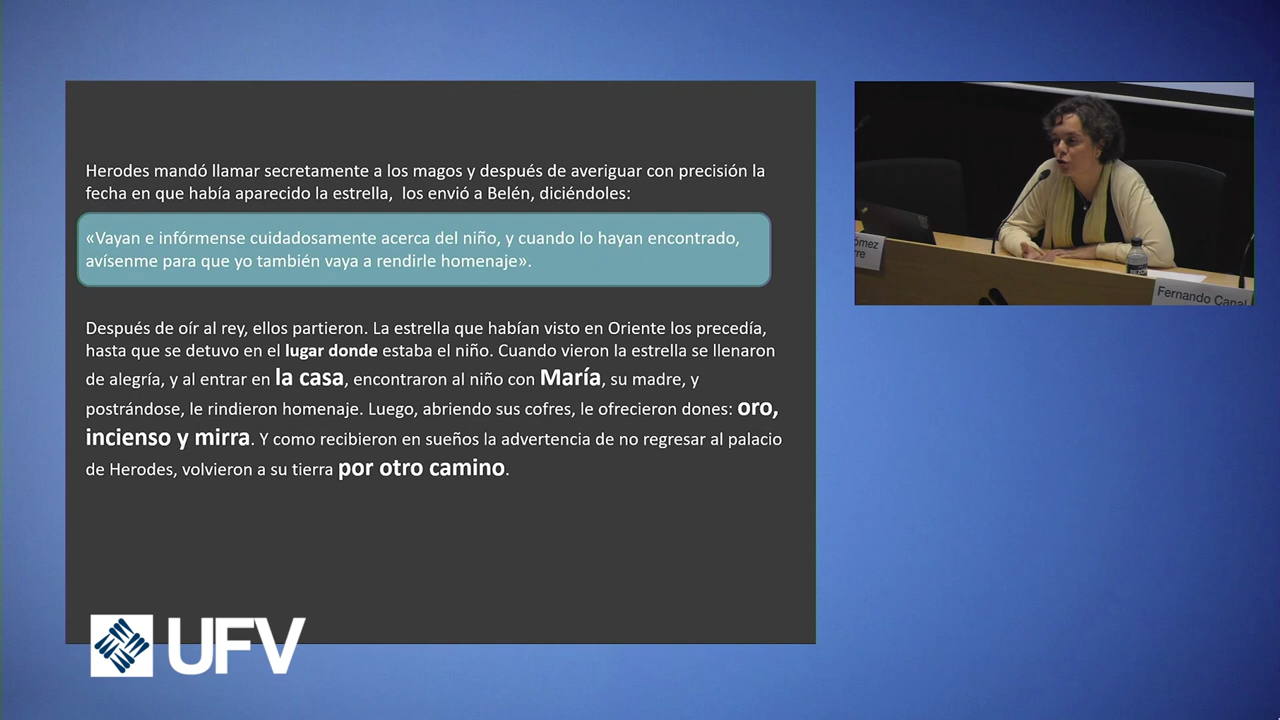 Herodes mandó llamar secretamente a los magos y después de averiguar con precisión la
fecha en que había aparecido la estrella, los envió a Belén, diciéndoles:
«Vayan e infórmense cuidadosamente acerca del niño, y cuando lo hayan encontrado,
avísenme para que yo también vaya a rendirle homenaje».
Después de oír al rey, ellos partieron. La estrella que habían visto en Oriente los precedía,
hasta que se detuvo en el lugar donde estaba el niño. Cuando vieron la estrella se llenaron
de alegría, y al entrar en la casa, encontraron al niño con María, su madre, y
postrándose, le rindieron homenaje. Luego, abriendo sus cofres, le ofrecieron dones: oro,
incienso y mirra. Y como recibieron en sueños la advertencia de no regresar al palacio
de Herodes, volvieron a su tierra por otro camino.
ómez
rre
Fernando Canal
UFV